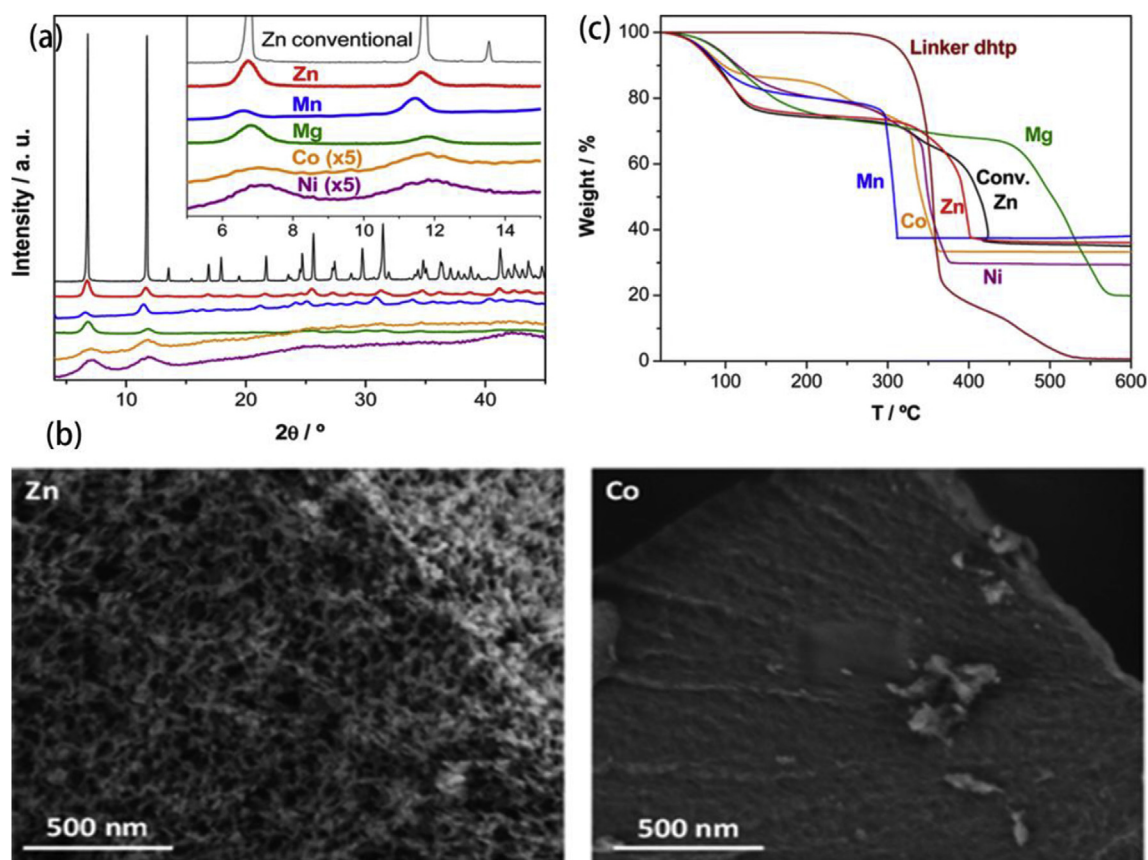 (a)
Zn conventional
Zn
Mn
Mg
Co (x5)
Ni (x5)
6 8 10 12 14
Intensity / a. u.
10 20 30 40
2θ / º
(c)
Linker dhtp
Mg
Mn
Co
Zn
Conv.
Zn
Ni
100
80
60
40
20
0
Weight / %
100 200 300 400 500 600
T / ºC
(b)
Zn
500 nm
Co
500 nm